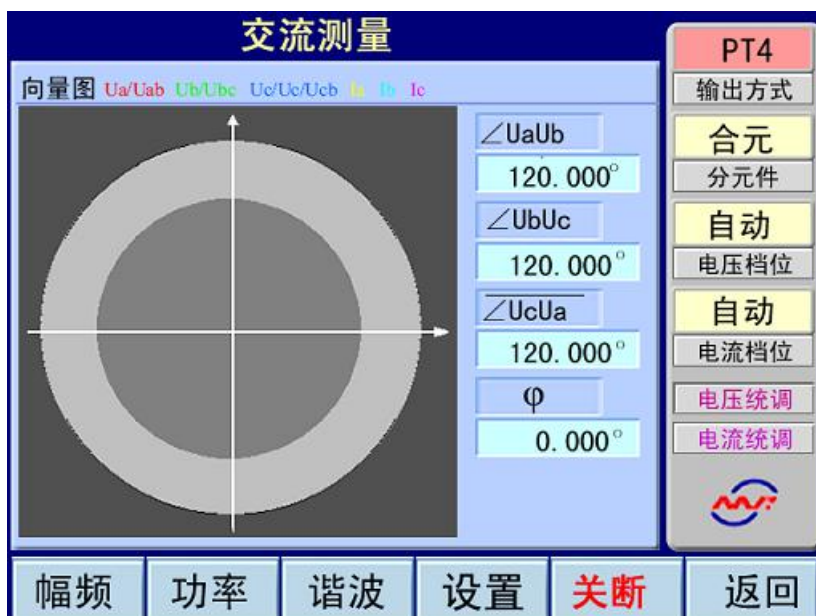 交流测量
向量图 Ua/Uab Ub/Ubc Uc/Uc/Ucb Ia Ib Ic
∠UaUb
120.000°
∠UbUc
120.000°
∠UcUa
120.000°
φ
0.000°
PT4
输出方式
合元
分元件
自动
电压档位
自动
电流档位
电压统调
电流统调
幅频 功率 谐波 设置 关断 返回